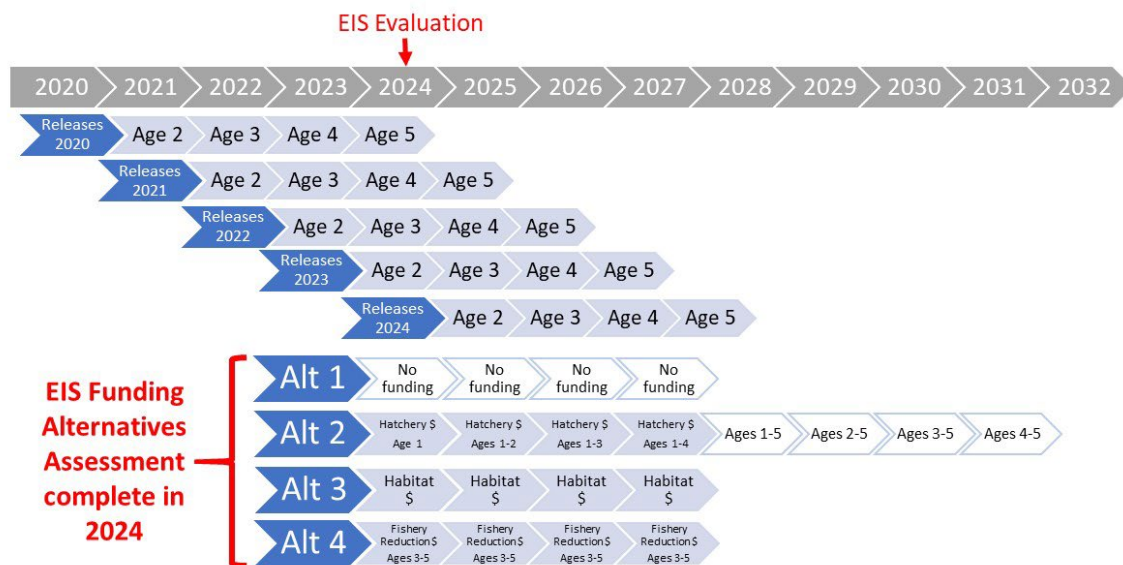 EIS Evaluation
2020 2021 2022 2023 2024 2025 2026 2027 2028 2029 2030 2031 2032
Releases
2020
Age 2 Age 3 Age 4 Age 5
Releases
2021
Age 2 Age 3 Age 4 Age 5
Releases
2022
Age 2 Age 3 Age 4 Age 5
Releases
2023
Age 2 Age 3 Age 4 Age 5
Releases
2024
Age 2 Age 3 Age 4 Age 5
EIS Funding
Alternatives
Assessment
complete in
2024
Alt 1
No
funding
No
funding
No
funding
No
funding
Alt 2
Hatchery $
Age 1
Hatchery $
Ages 1-2
Hatchery $
Ages 1-3
Hatchery $
Ages 1-4
Ages 1-5
Ages 2-5
Ages 3-5
Ages 4-5
Alt 3
Habitat
$
Habitat
$
Habitat
$
Habitat
$
Alt 4
Fishery
Reduction$
Ages 3-5
Fishery
Reduction$
Ages 3-5
Fishery
Reduction$
Ages 3-5
Fishery
Reduction$
Ages 3-5